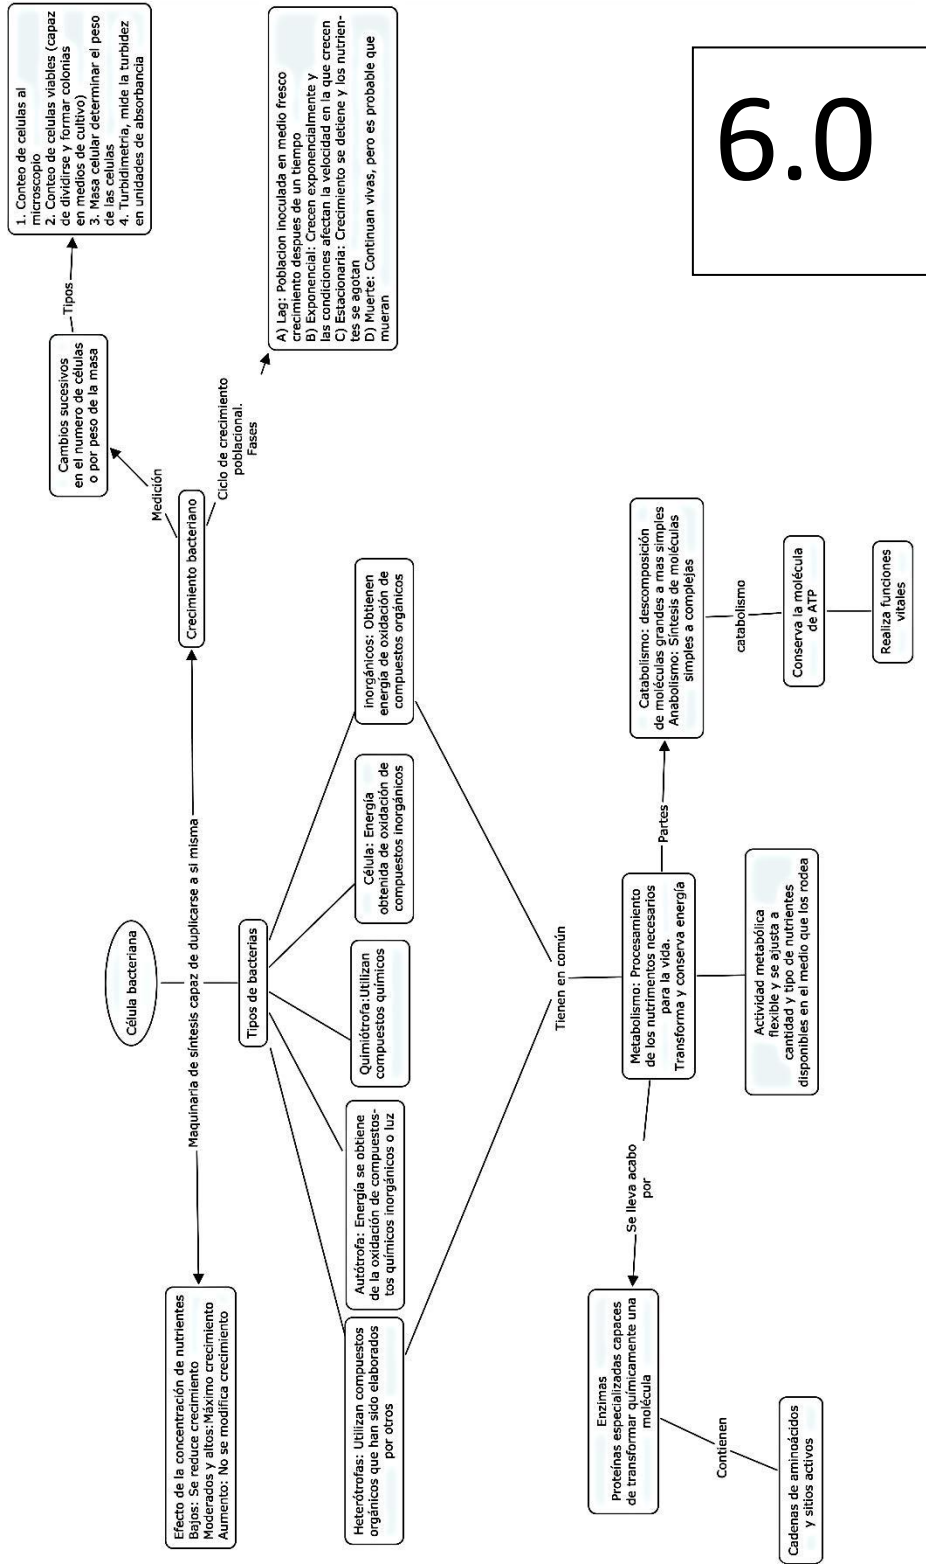 6.0
Célula bacteriana
Maquinaria de síntesis capaz de duplicarse a si misma
Efecto de la concentración de nutrientes
Bajos: Se reduce crecimiento
Moderados y altos:Máximo crecimiento
Aumento: No se modifica crecimiento
Tipos de bacterias
Crecimiento bacteriano
Medición
Cambios sucesivos
en el numero de células
o por peso de la masa
Tipos
1. Conteo de celulas al
microscopio
2. Conteo de celulas viables (capaz
de dividirse y formar colonias
en medios de cultivo)
3. Masa celular determinar el peso
de las celulas
4. Turbidimetria, mide la turbidez
en unidades de absorbancia
Ciclo de crecimiento
poblacional.
Fases
A) Lag: Poblacion inoculada en medio fresco
crecimiento despues de un tiempo
B) Exponencial: Crecen exponencialmente y
las condiciones afectan la velocidad en la que crecen
C) Estacionaria: Crecimiento se detiene y los nutrien-
tes se agotan
D) Muerte: Continuan vivas, pero es probable que
mueran
Heterótrofas: Utilizan compuestos
orgánicos que han sido elaborados
por otros
Autótrofa: Energía se obtiene
de la oxidación de compuestos-
tos químicos inorgánicos o luz
Quimiótrofa:Utilizan
compuestos químicos
Célula: Energía
obtenida de oxidación de
compuestos inorgánicos
inorgánicos: Obtienen
energía de oxidación de
compuestos orgánicos
Tienen en común
Metabolismo: Procesamiento
de los nutrimentos necesarios
para la vida.
Transforma y conserva energía
Se lleva acabo
por
Enzimas
Proteínas especializadas capaces
de transformar químicamente una
molécula
Contienen
Cadenas de aminoácidos
y sitios activos
Actividad metabólica
flexible y se ajusta a
cantidad y tipo de nutrientes
disponibles en el medio que los rodea
Partes
Catabolismo: descomposición
de moléculas grandes a mas simples
Anabolismo: Síntesis de moléculas
simples a complejas
catabolismo
Conserva la molécula
de ATP
Realiza funciones
vitales